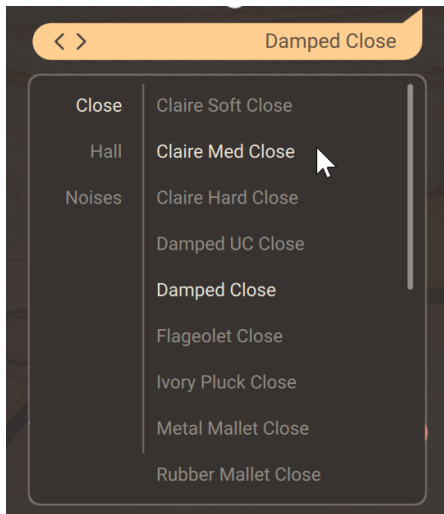 Damped Close
Close
Hall
Noises
Claire Soft Close
Claire Med Close
Claire Hard Close
Damped UC Close
Damped Close
Flageolet Close
Ivory Pluck Close
Metal Mallet Close
Rubber Mallet Close